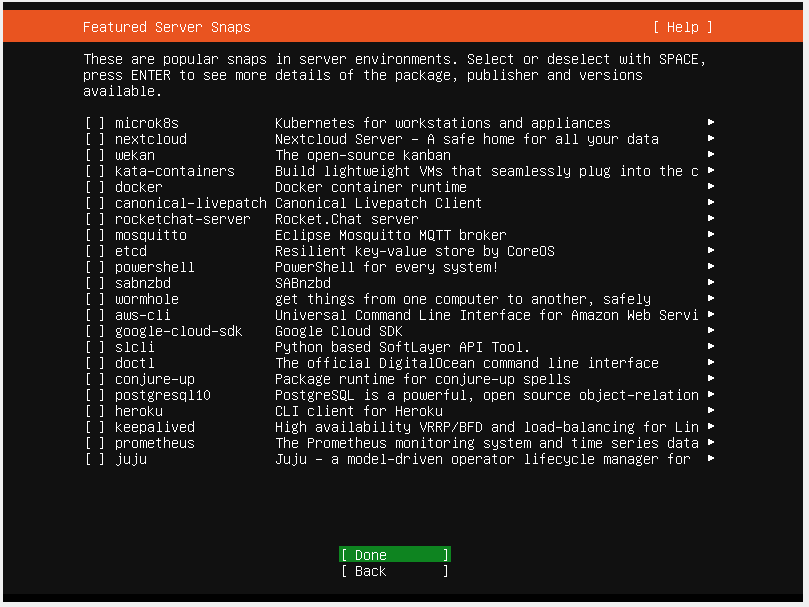 Featured Server Snaps [ Help ]
These are popular snaps in server environments. Select or deselect with SPACE,
press ENTER to see more details of the package, publisher and versions
available.
[ ] microk8s Kubernetes for workstations and appliances ▸
[ ] nextcloud Nextcloud Server - A safe home for all your data ▸
[ ] wekan The open-source kanban ▸
[ ] kata-containers Build lightweight VMs that seamlessly plug into the c ▸
[ ] docker Docker container runtime ▸
[ ] canonical-livepatch Canonical Livepatch Client ▸
[ ] rocketchat-server Rocket.Chat server ▸
[ ] mosquitto Eclipse Mosquitto MQTT broker ▸
[ ] etcd Resilient key-value store by CoreOS ▸
[ ] powershell PowerShell for every system! ▸
[ ] sabnzbd SABnzbd ▸
[ ] wormhole get things from one computer to another, safely ▸
[ ] aws-cli Universal Command Line Interface for Amazon Web Servi ▸
[ ] google-cloud-sdk Google Cloud SDK ▸
[ ] slcli Python based SoftLayer API Tool. ▸
[ ] doctl The official DigitalOcean command line interface ▸
[ ] conjure-up Package runtime for conjure-up spells ▸
[ ] postgresql10 PostgreSQL is a powerful, open source object-relation ▸
[ ] heroku CLI client for Heroku ▸
[ ] keepalived High availability VRRP/BFD and load-balancing for Lin ▸
[ ] prometheus The Prometheus monitoring system and time series data ▸
[ ] juju Juju - a model-driven operator lifecycle manager for ▸
[ Done ]
[ Back ]